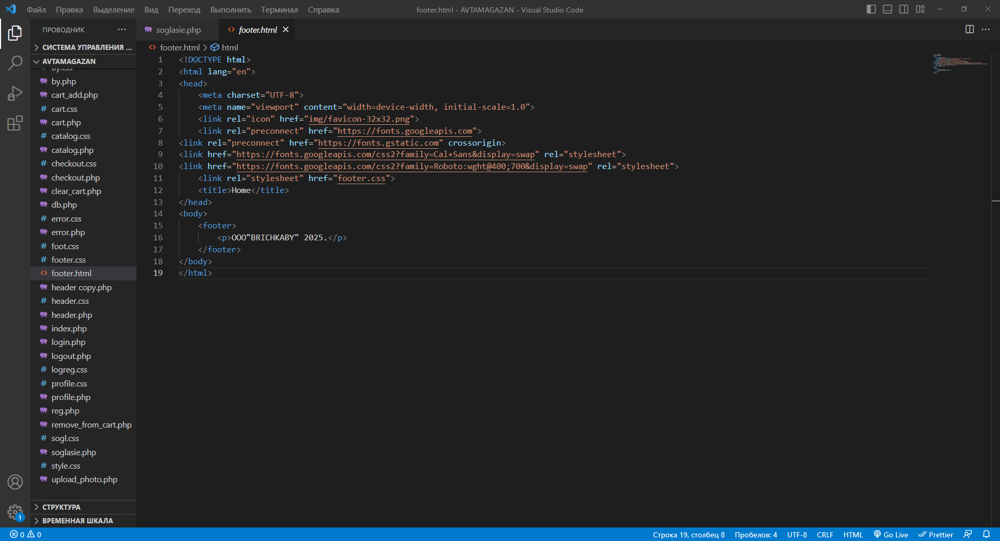 Файл Правка Выделение Вид Переход Выполнить Терминал Справка
footer.html - AVTAMAGAZAN - Visual Studio Code
ПРОВОДНИК ...
soglasie.php
footer.html
СИСТЕМА УПРАВЛЕНИЯ ...
AVTAMAGAZAN
by.css
by.php
cart_add.php
cart.css
cart.php
catalog.css
catalog.php
checkout.css
checkout.php
clear_cart.php
db.php
error.css
error.php
foot.css
footer.css
footer.html
header copy.php
header.css
header.php
index.php
login.php
logout.php
logreg.css
profile.css
profile.php
reg.php
remove_from_cart.php
sogl.css
soglasie.php
style.css
upload_photo.php
СТРУКТУРА
ВРЕМЕННАЯ ШКАЛА
footer.html > html
1 <!DOCTYPE html>
2 <html lang="en">
3 <head>
4     <meta charset="UTF-8">
5     <meta name="viewport" content="width=device-width, initial-scale=1.0">
6     <link rel="icon" href="img/favicon-32x32.png">
7     <link rel="preconnect" href="https://fonts.googleapis.com">
8 <link rel="preconnect" href="https://fonts.gstatic.com" crossorigin>
9 <link href="https://fonts.googleapis.com/css2?family=Cal+Sans&display=swap" rel="stylesheet">
10 <link href="https://fonts.googleapis.com/css2?family=Roboto:wght@400;700&display=swap" rel="stylesheet">
11     <link rel="stylesheet" href="footer.css">
12     <title>Home</title>
13 </head>
14 <body>
15     <footer>
16         <p>ООО"BRICHKABY" 2025.</p>
17     </footer>
18 </body>
19 </html>
1
0 0
Строка 19, столбец 8 Пробелов: 4 UTF-8 CRLF HTML Go Live Prettier